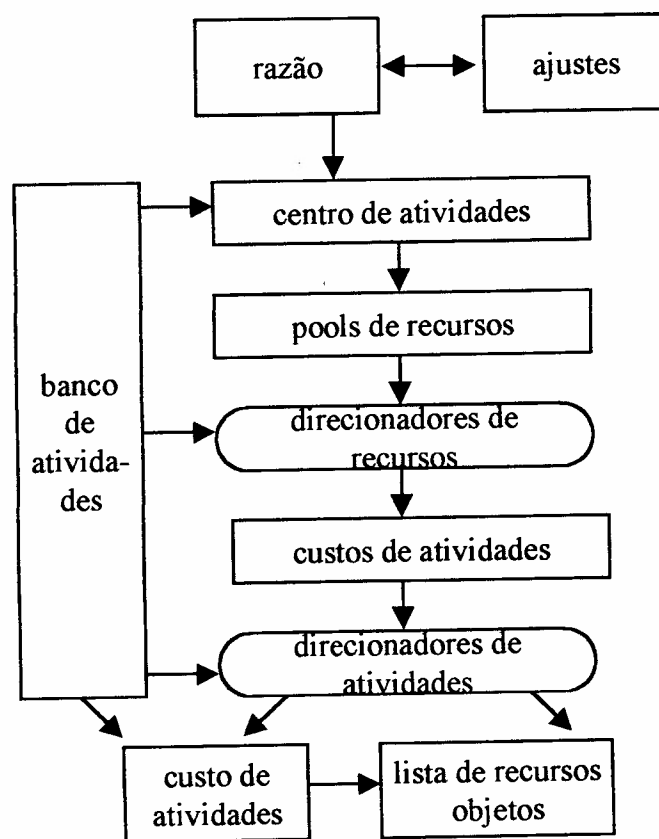 razão
ajustes
centro de atividades
pools de recursos
banco
de
ativida-
des
direcionadores de
recursos
custos de atividades
direcionadores de
atividades
custo de
atividades
lista de recursos
objetos